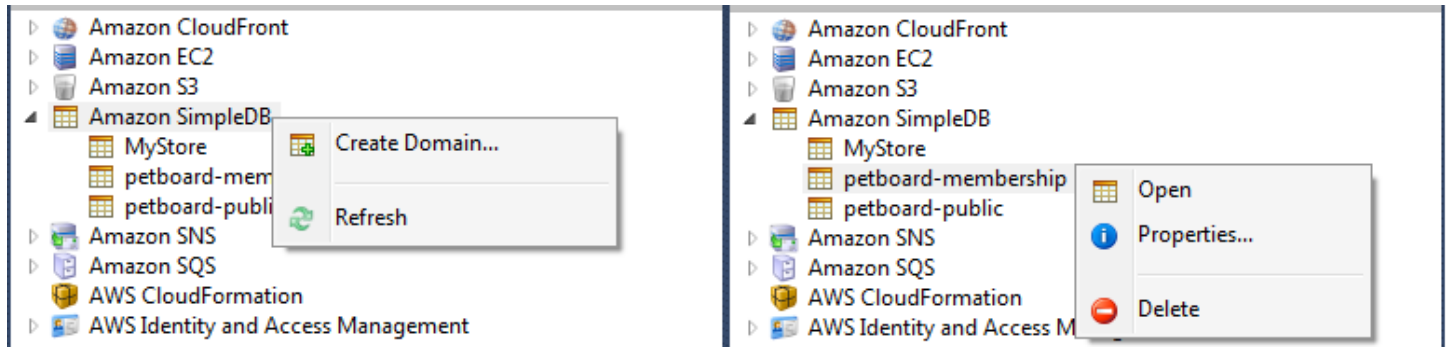 Amazon CloudFront
Amazon EC2
Amazon S3
Amazon SimpleDB
MyStore
petboard-mem
petboard-publi
Amazon SNS
Amazon SQS
AWS CloudFormation
AWS Identity and Access Management
Create Domain...
Refresh
Amazon CloudFront
Amazon EC2
Amazon S3
Amazon SimpleDB
MyStore
petboard-membership
petboard-public
Amazon SNS
Amazon SQS
AWS CloudFormation
AWS Identity and Access M
Open
Properties...
Delete